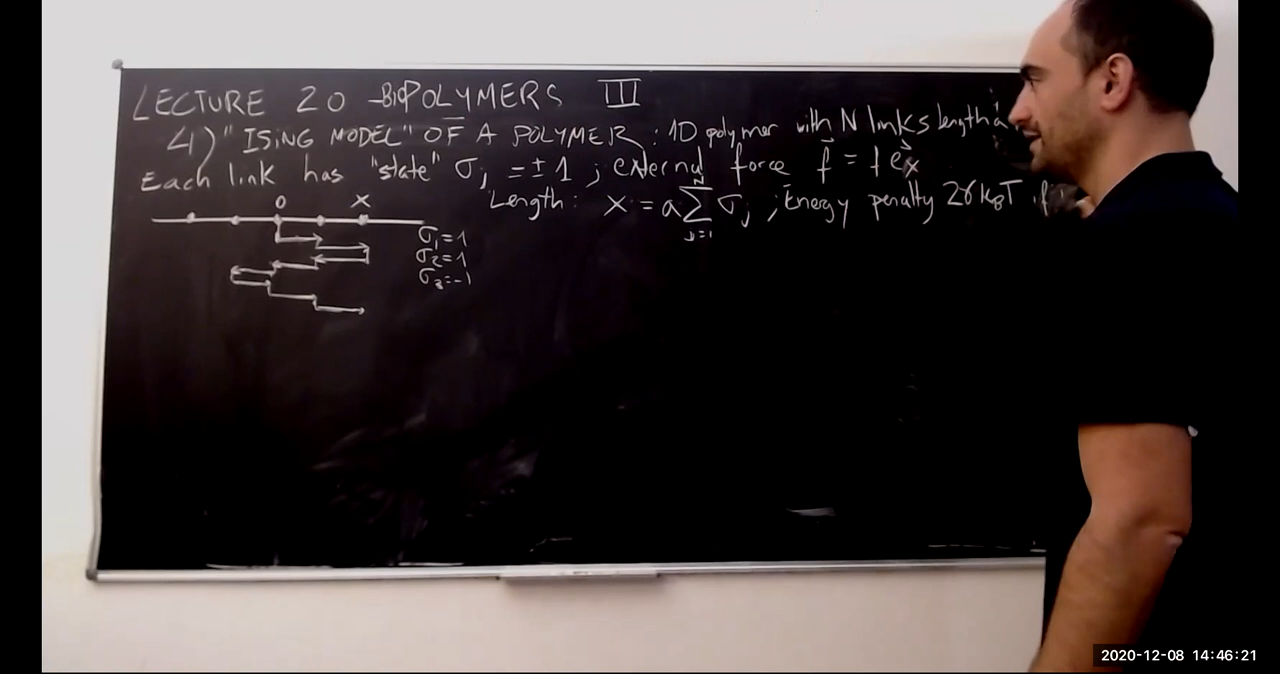 LECTURE 20 - BIOPOLYMERS III
4) "ISING MODEL" OF A POLYMER: 1D polymer with N links length a
Each link has "state" σ_j = ±1 ; external force f⃗ = f e⃗_x
Length: x = a ∑_{j=1}^{N} σ_j ; Energy penalty 2γ k_BT if
0 X
σ_1 = 1
σ_2 = 1
σ_3 = -1
2020-12-08 14:46:21